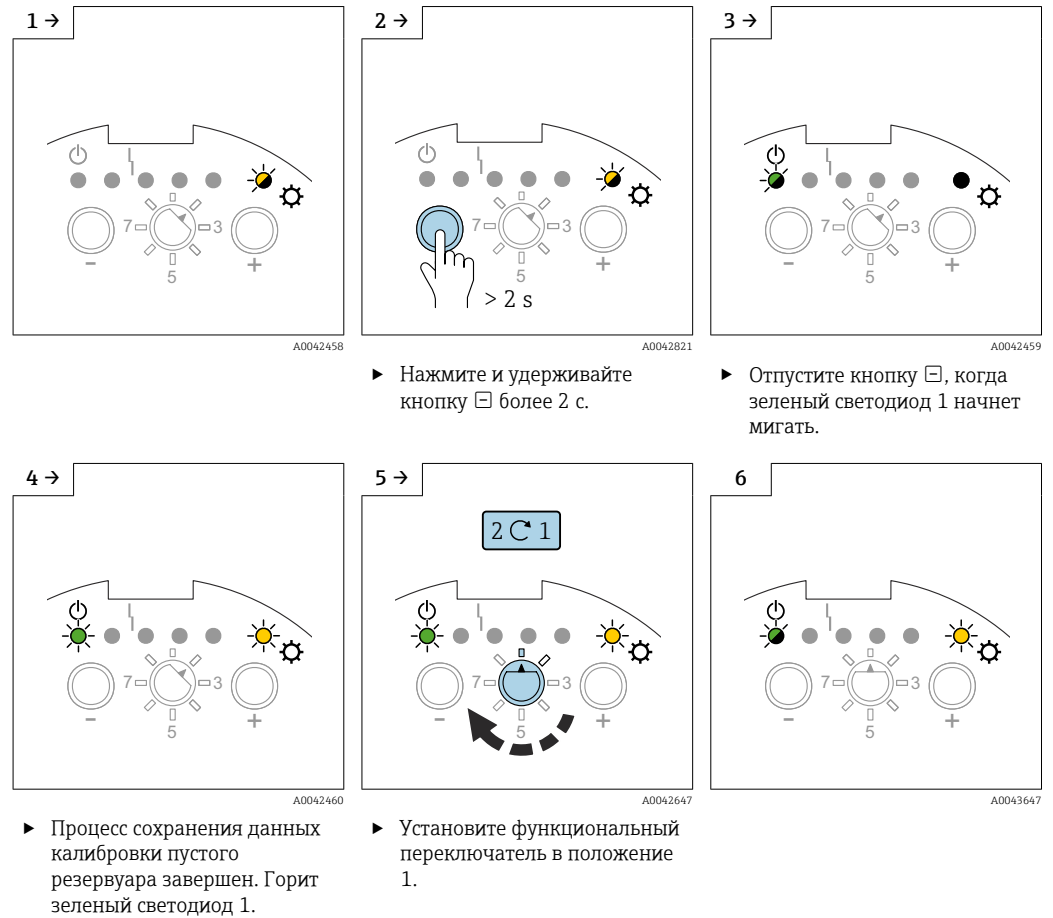 1 →
7
3
5
-
+
A0042458
2 →
7
3
5
+
> 2 s
A0042821
▶ Нажмите и удерживайте
кнопку ⊟ более 2 с.
3 →
7
3
5
-
+
A0042459
▶ Отпустите кнопку ⊟, когда
зеленый светодиод 1 начнет
мигать.
4 →
7
3
5
-
+
A0042460
▶ Процесс сохранения данных
калибровки пустого
резервуара завершен. Горит
зеленый светодиод 1.
5 →
2 ↻ 1
7
3
5
-
+
A0042647
▶ Установите функциональный
переключатель в положение
1.
6
7
3
5
-
+
A0043647